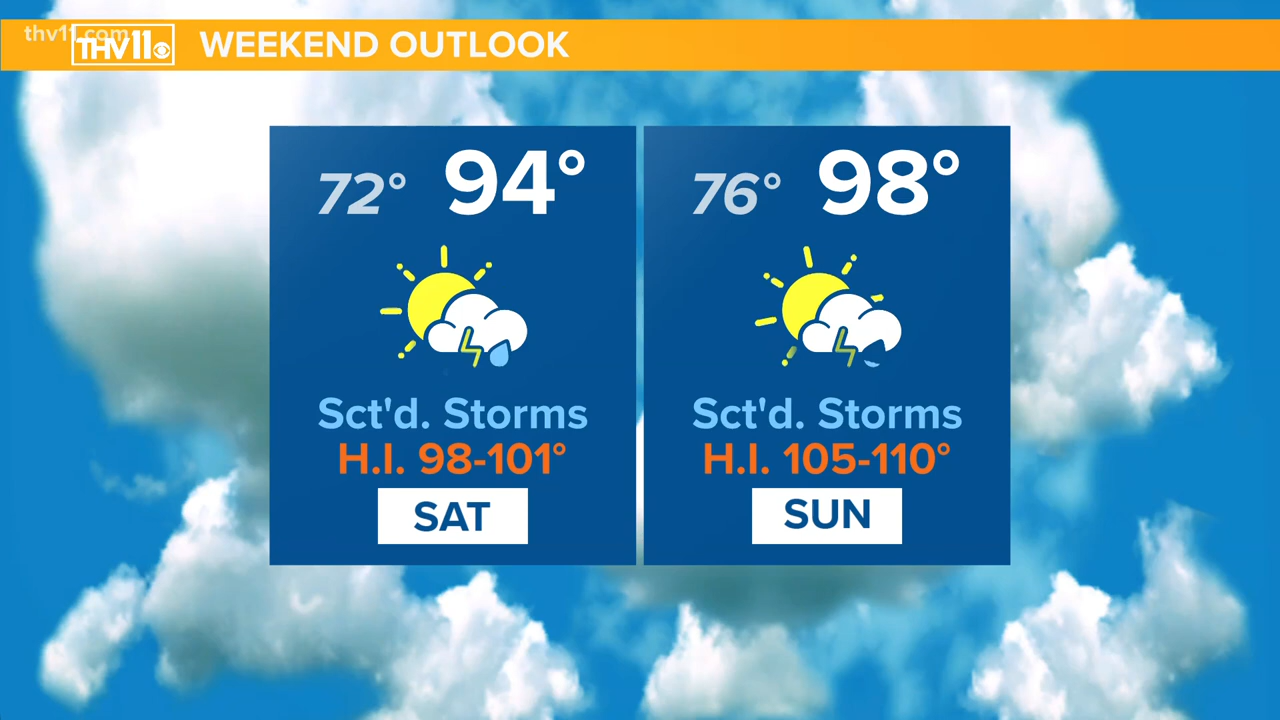 thv11.com
THV11
WEEKEND OUTLOOK
72° 94°
Sct'd. Storms
H.I. 98-101°
SAT
76° 98°
Sct'd. Storms
H.I. 105-110°
SUN